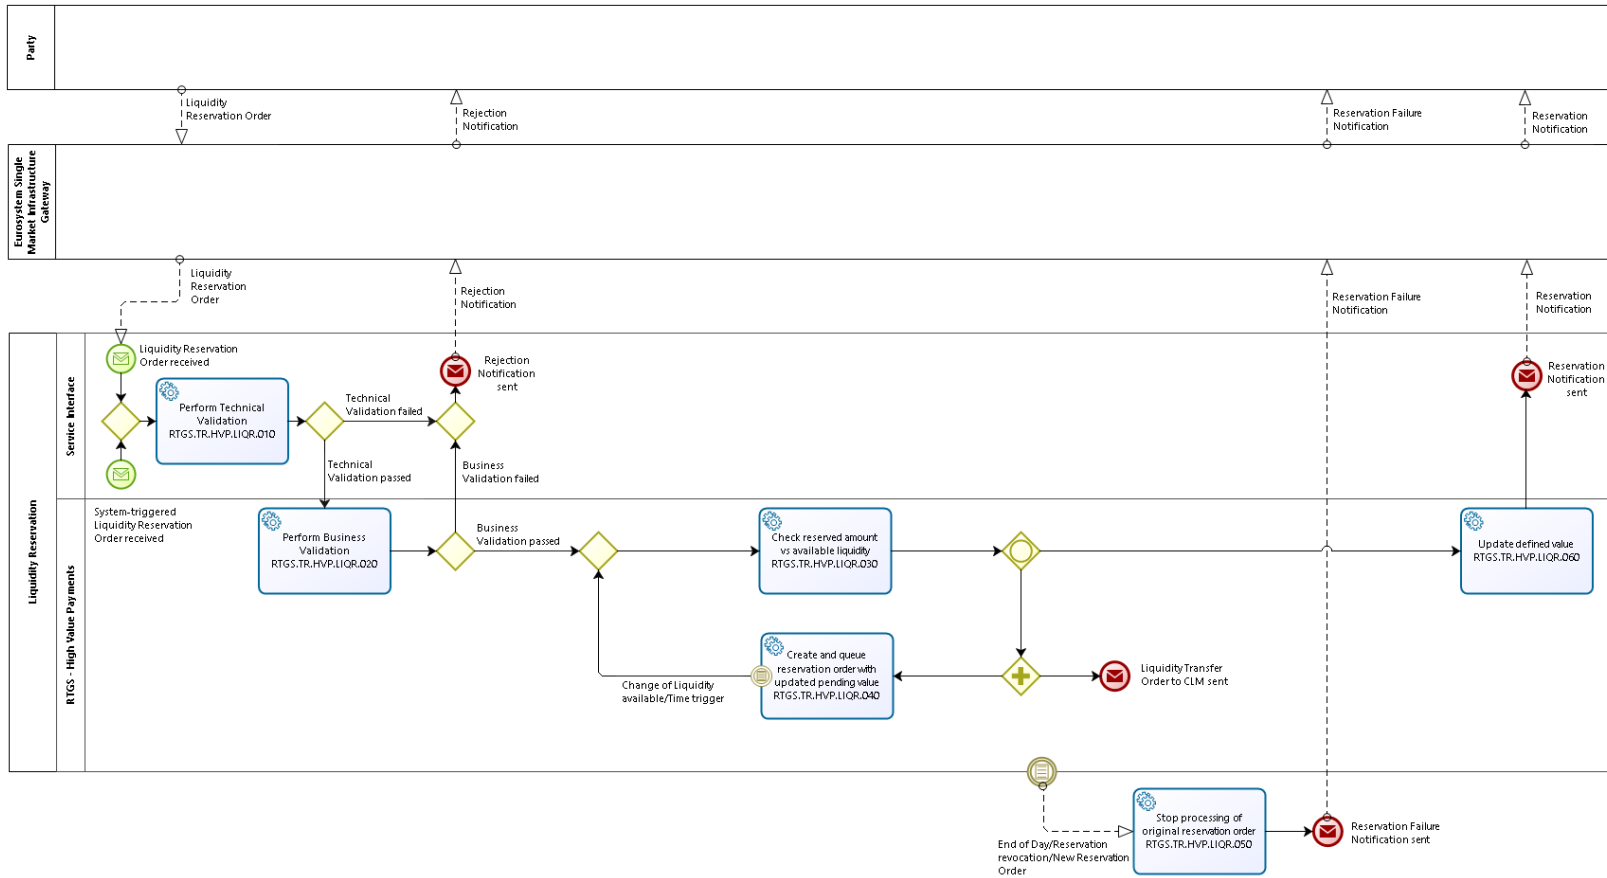 Party
Liquidity
Reservation Order
Rejection
Notification
Reservation Failure
Notification
Reservation
Notification
Eurosystem Single
Market Infrastructure
Gateway
Liquidity
Reservation
Order
Rejection
Notification
Reservation Failure
Notification
Reservation
Notification
Liquidity Reservation
Service Interface
Liquidity Reservation
Order received
Perform Technical
Validation
RTGS.TR.HVP.LIQR.010
Technical
Validation failed
Technical
Validation passed
Rejection
Notification
sent
Business
Validation failed
Reservation
Notification
sent
RTGS - High Value Payments
System-triggered
Liquidity Reservation
Order received
Perform Business
Validation
RTGS.TR.HVP.LIQR.020
Business
Validation passed
Check reserved amount
vs available liquidity
RTGS.TR.HVP.LIQR.030
Update defined value
RTGS.TR.HVP.LIQR.060
Create and queue
reservation order with
updated pending value
RTGS.TR.HVP.LIQR.040
Change of Liquidity
available/Time trigger
Liquidity Transfer
Order to CLM sent
End of Day/Reservation
revocation/New Reservation
Order
Stop processing of
original reservation order
RTGS.TR.HVP.LIQR.050
Reservation Failure
Notification sent